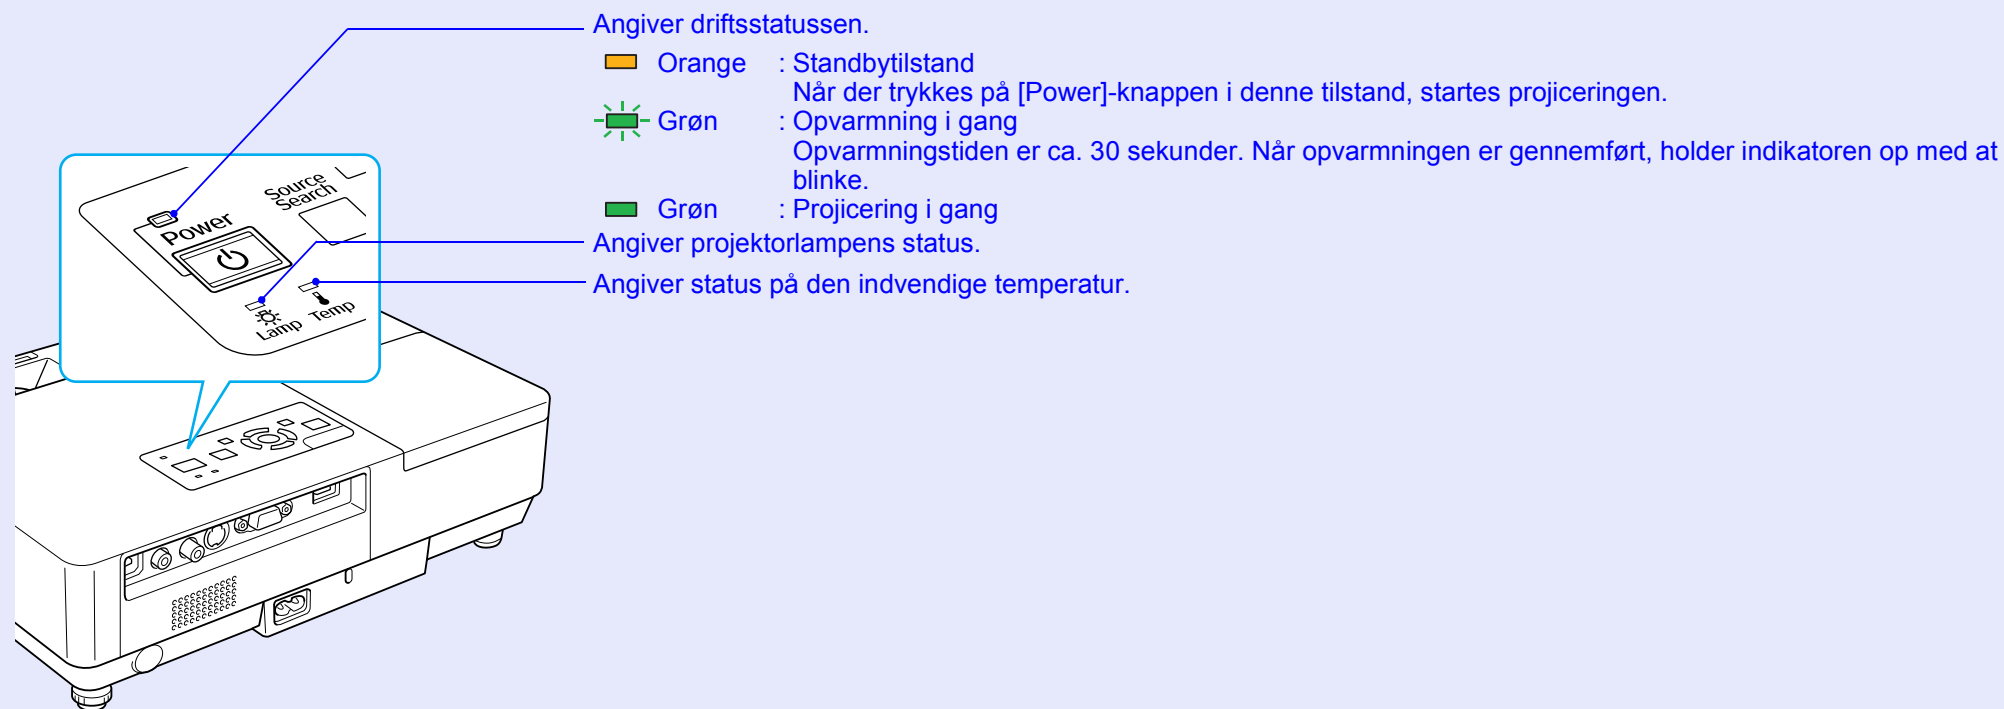 Angiver driftsstatussen.
Orange : Standbytilstand
Når der trykkes på [Power]-knappen i denne tilstand, startes projiceringen.
Grøn : Opvarmning i gang
Opvarmningstiden er ca. 30 sekunder. Når opvarmningen er gennemført, holder indikatoren op med at
blinke.
Grøn : Projicering i gang
Angiver projektorlampens status.
Angiver status på den indvendige temperatur.
Source
Search
Power
Lamp
Temp